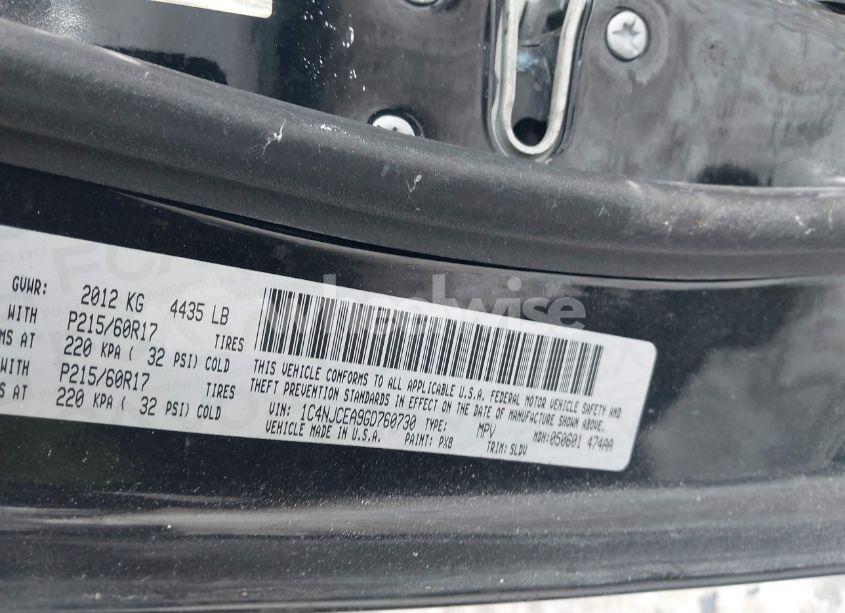 GVWR: 2012 KG 4435 LB
WITH P215/60R17 TIRES
MS AT 220 KPA ( 32 PSI) COLD
WITH P215/60R17 TIRES
MS AT 220 KPA ( 32 PSI) COLD
THIS VEHICLE CONFORMS TO ALL APPLICABLE U.S.A. FEDERAL MOTOR VEHICLE SAFETY AND
THEFT PREVENTION STANDARDS IN EFFECT ON THE DATE OF MANUFACTURE SHOWN ABOVE.
VIN: 1C4NJCEA9GD760730 TYPE: MPV MDH:050601 474AA
VEHICLE MADE IN U.S.A. PAINT: PX8 TRIM: SLDV
wheelwise